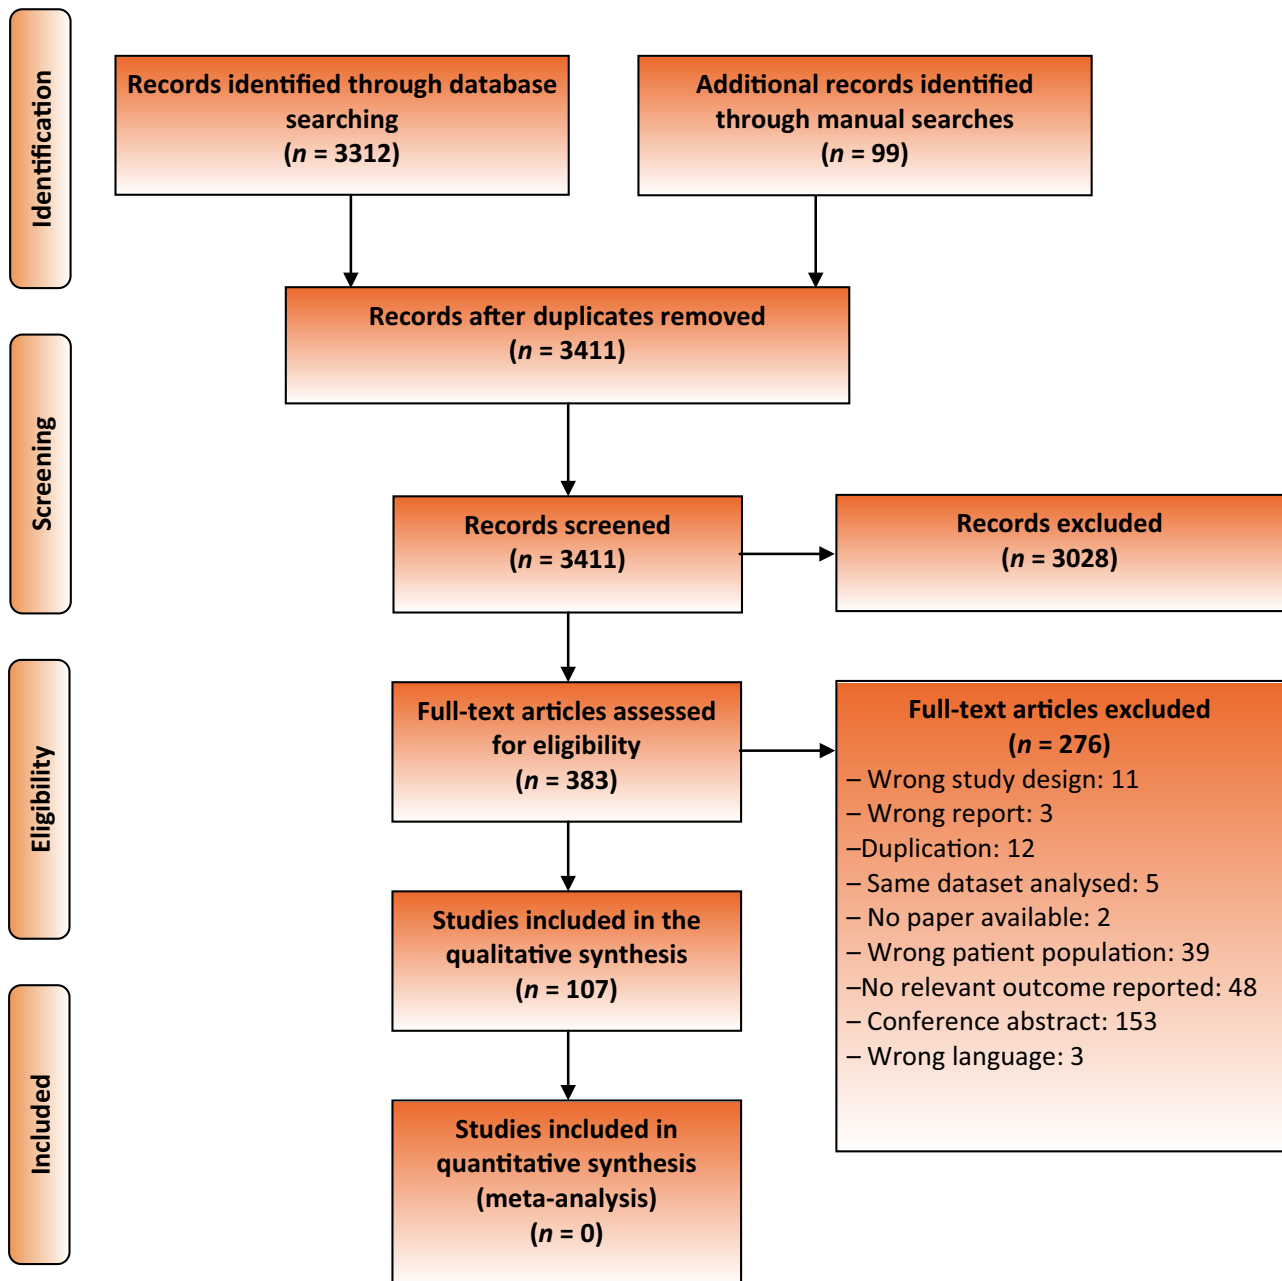 Identification
Records identified through database
searching
(n = 3312)
Additional records identified
through manual searches
(n = 99)
Records after duplicates removed
(n = 3411)
Screening
Records screened
(n = 3411)
Records excluded
(n = 3028)
Eligibility
Full-text articles assessed
for eligibility
(n = 383)
Full-text articles excluded
(n = 276)
– Wrong study design: 11
– Wrong report: 3
–Duplication: 12
– Same dataset analysed: 5
– No paper available: 2
– Wrong patient population: 39
–No relevant outcome reported: 48
– Conference abstract: 153
– Wrong language: 3
Studies included in the
qualitative synthesis
(n = 107)
Included
Studies included in
quantitative synthesis
(meta-analysis)
(n = 0)